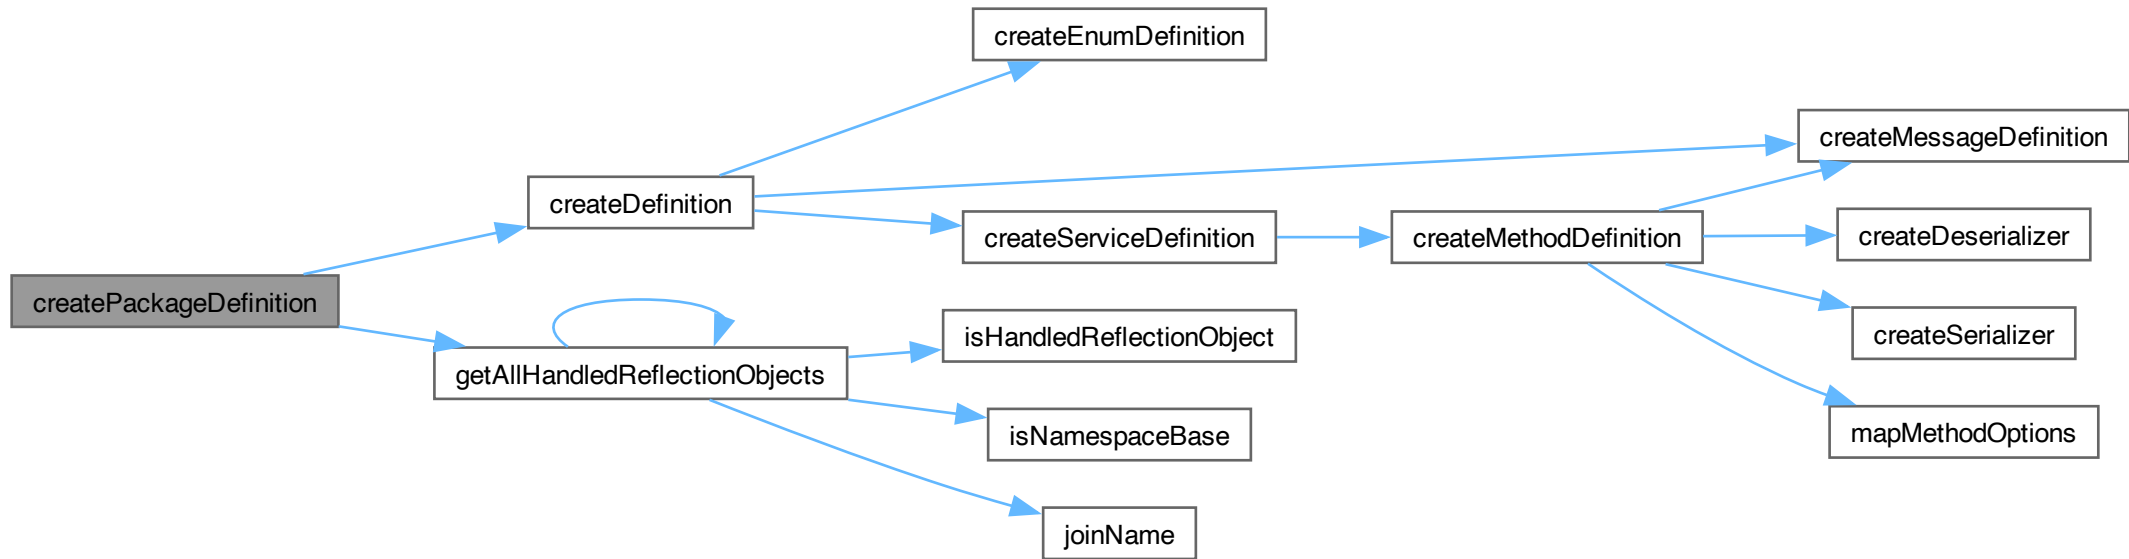 createPackageDefinition
createDefinition
getAllHandledReflectionObjects
createEnumDefinition
createServiceDefinition
isHandledReflectionObject
isNamespaceBase
joinName
createMethodDefinition
createMessageDefinition
createDeserializer
createSerializer
mapMethodOptions